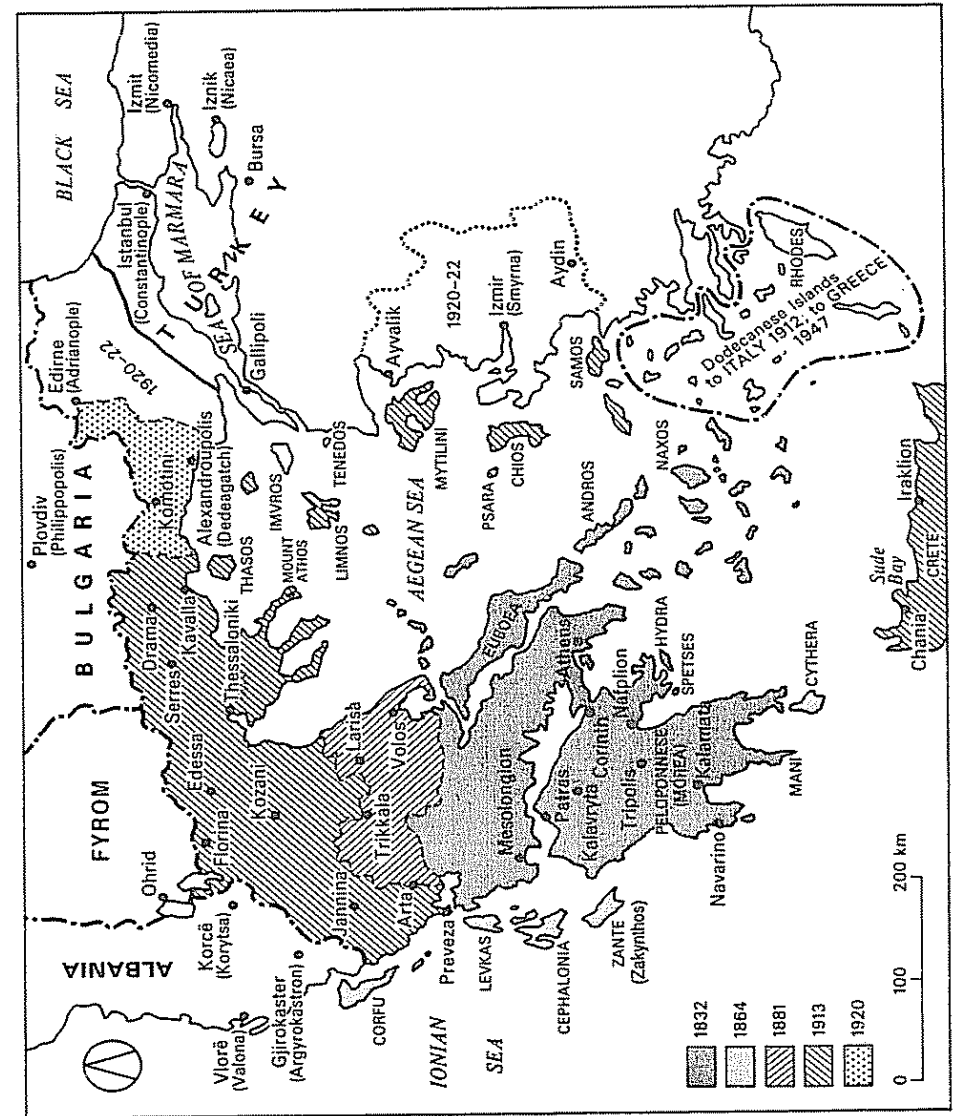 BLACK SEA
Plovdiv
(Philippopolis)
BULGARIA
FYROM
ALBANIA
Edirne
(Adrianople)
1920-22
Istanbul
(Constantinople)
Izmit
(Nicomedia)
Iznik
(Nicaea)
Bursa
SEA OF MARMARA
TURKEY
Gallipoli
Komotini
Alexandroupolis
(Dedeagatch)
Drama
Kavalla
Serres
Thessaloniki
Edessa
Florina
Kozani
Ohrid
Korcë
(Korytsa)
Vlorë
(Valona)
Gjirokaster
(Argyrokastron)
THASOS
IMVROS
MOUNT
ATHOS
LIMNOS
TENEDOS
Ayvalik
1920-22
Izmir
(Smyrna)
Aydin
MYTILINI
AEGEAN SEA
PSARA
CHIOS
SAMOS
ANDROS
NAXOS
Dodecanese Islands
to ITALY 1912; to GREECE
1947
RHODES
Larisa
Volos
Trikkala
Jannina
Arta
CORFU
Preveza
LEVKAS
IONIAN
SEA
CEPHALONIA
ZANTE
(Zakynthos)
EUBOEA
Mesolongion
Athens
Patras
Kalavryta
Corinth
Nafplion
HYDRA
SPETSES
Tripolis
PELOPONNESE
(MOREA)
Kalamata
Navarino
MANI
CYTHERA
Sude
Bay
Chania
CRETE
Iraklion
1832
1864
1881
1913
1920
0 100 200 km